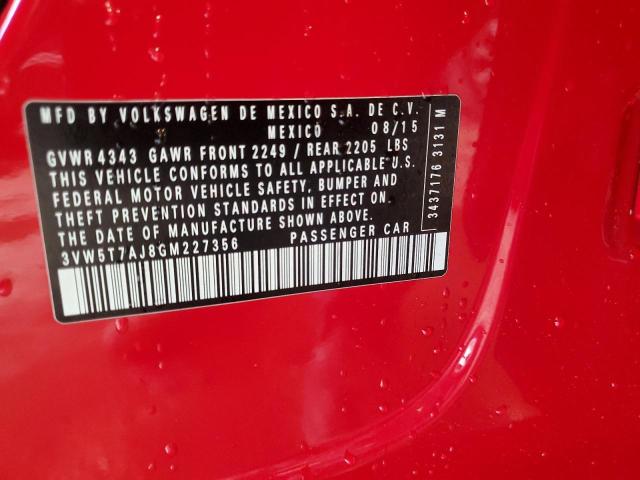 MFD BY VOLKSWAGEN DE MEXICO S.A. DE C.V.
MEXICO 08/15
GVWR 4343 GAWR FRONT 2249 / REAR 2205 LBS
THIS VEHICLE CONFORMS TO ALL APPLICABLE U.S.
FEDERAL MOTOR VEHICLE SAFETY, BUMPER AND
THEFT PREVENTION STANDARDS IN EFFECT ON
THE DATE OF MANUFACTURE SHOWN ABOVE.
3VW5T7AJ8GM227356 PASSENGER CAR
3437176 3131 M